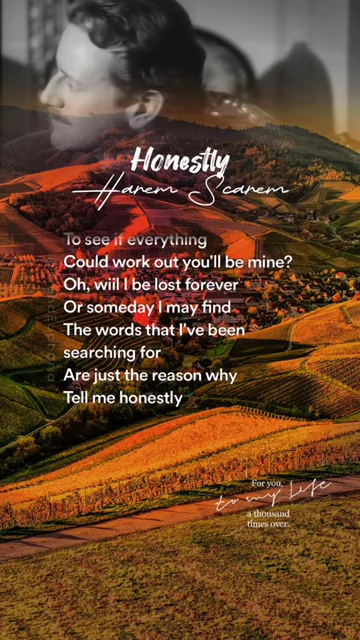 Honestly
Harem Scarem
To see if everything
Could work out you'll be mine?
Oh, will I be lost forever
Or someday I may find
The words that I've been
searching for
Are just the reason why
Tell me honestly
For you,
to my life
a thousand
times over.